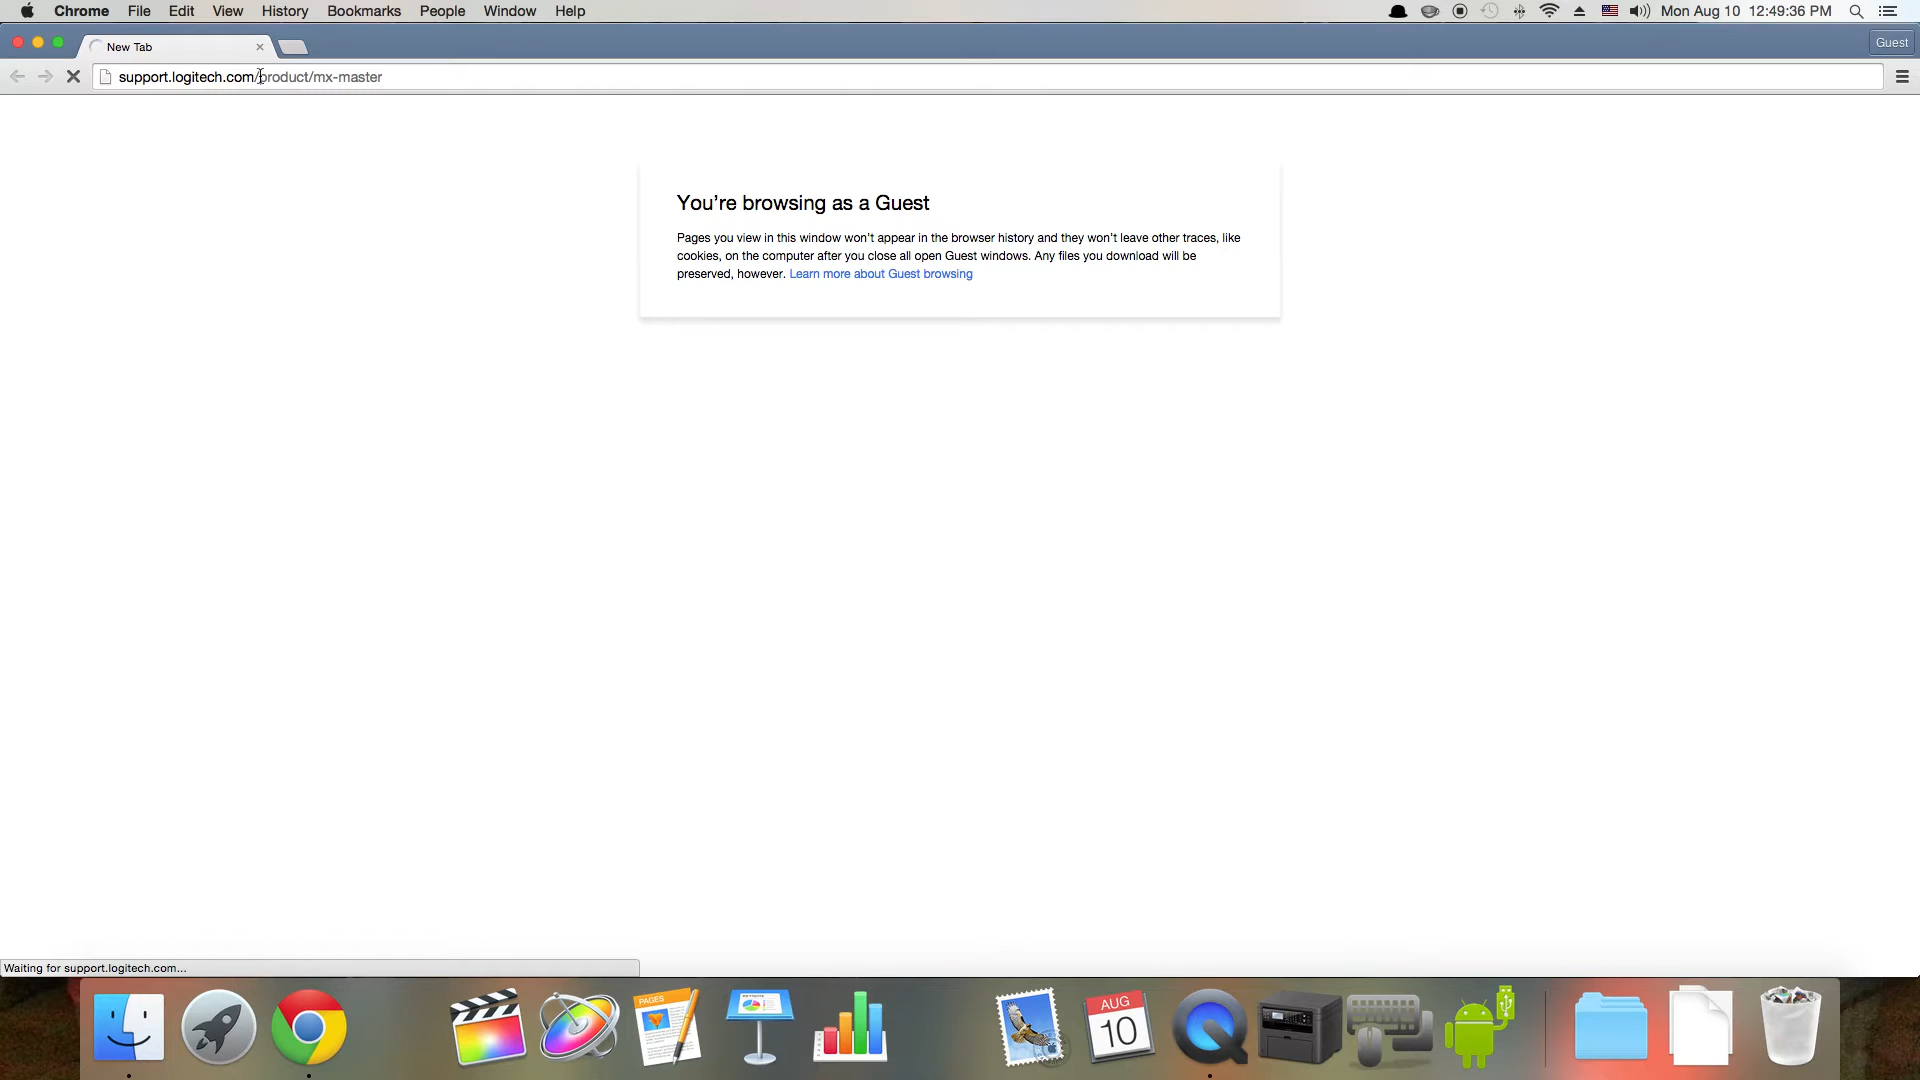 Chrome File Edit View History Bookmarks People Window Help Mon Aug 10 12:49:36 PM
New Tab Guest
support.logitech.com/product/mx-master
You’re browsing as a Guest
Pages you view in this window won’t appear in the browser history and they won’t leave other traces, like
cookies, on the computer after you close all open Guest windows. Any files you download will be
preserved, however. Learn more about Guest browsing
Waiting for support.logitech.com...
PAGES
KEYNOTE
AUG
10